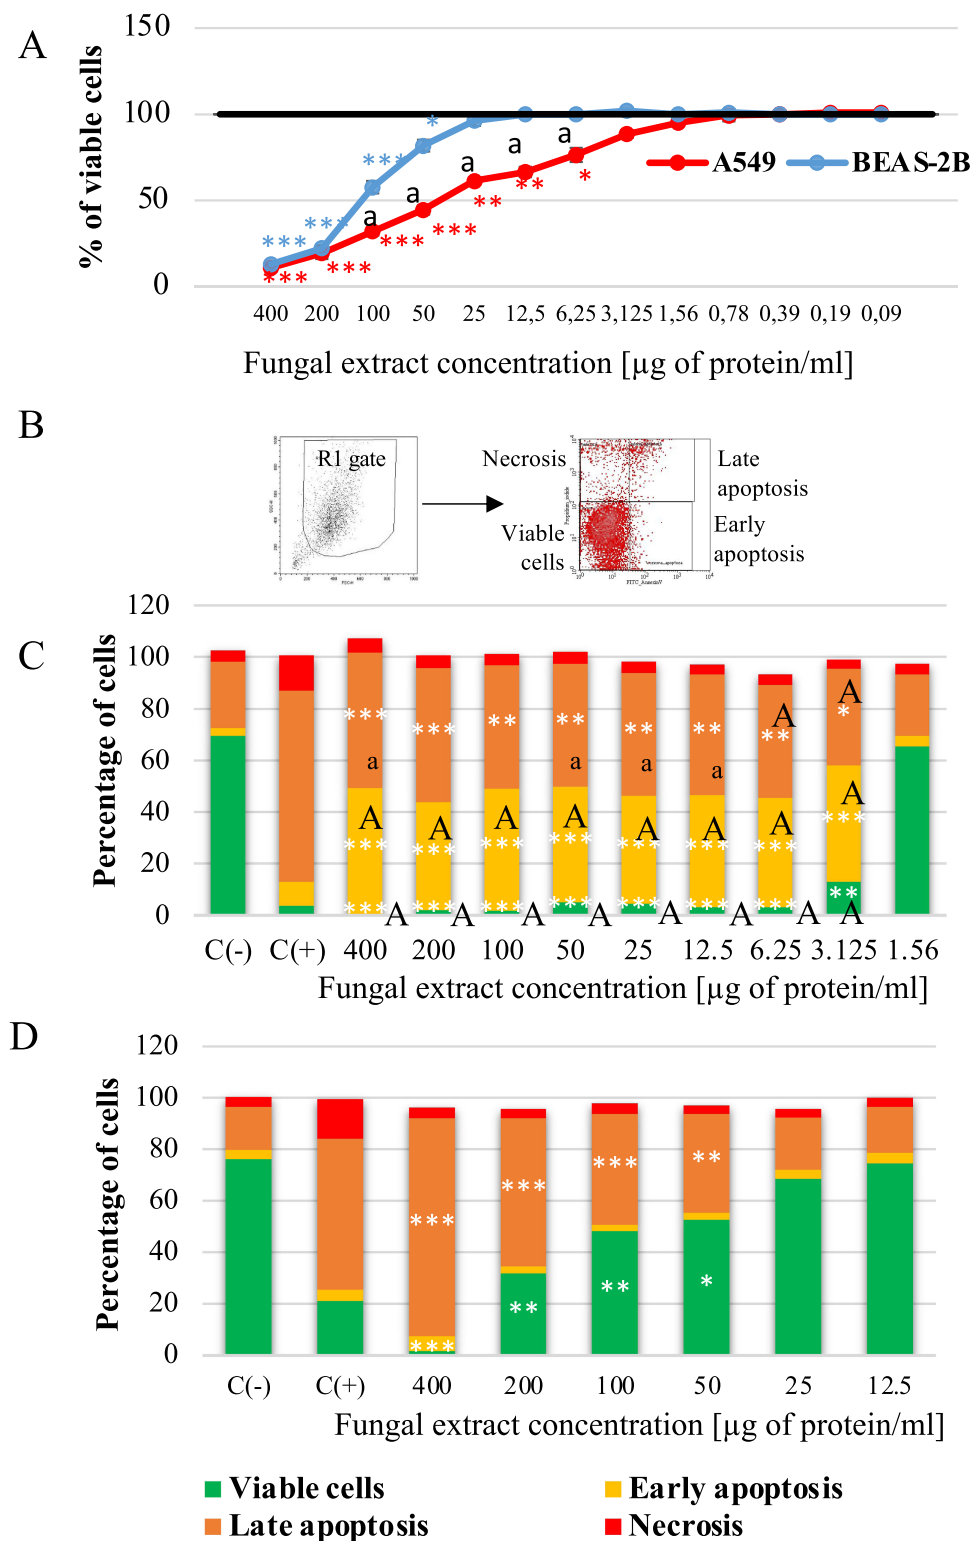 A
150
100
50
0
% of viable cells
*
***
***
***
a
a
a
a
a
*
**
**
***
***
***
***
A549
BEAS-2B
400 200 100 50 25 12,5 6,25 3,125 1,56 0,78 0,39 0,19 0,09
Fungal extract concentration [µg of protein/ml]
B
R1 gate
Necrosis
Late
apoptosis
Viable
cells
Early
apoptosis
C
120
100
80
60
40
20
0
Percentage of cells
*** *** ** ** ** ** ** *
A A
a a a a
A A A A A A A A
*** *** *** *** *** *** *** ***
*** *** *** *** *** *** **
A A A A A A A A
C(-) C(+) 400 200 100 50 25 12.5 6.25 3.125 1.56
Fungal extract concentration [µg of protein/ml]
D
120
100
80
60
40
20
0
Percentage of cells
*** *** *** **
*** ** ** *
C(-) C(+) 400 200 100 50 25 12.5
Fungal extract concentration [µg of protein/ml]
Viable cells
Early apoptosis
Late apoptosis
Necrosis